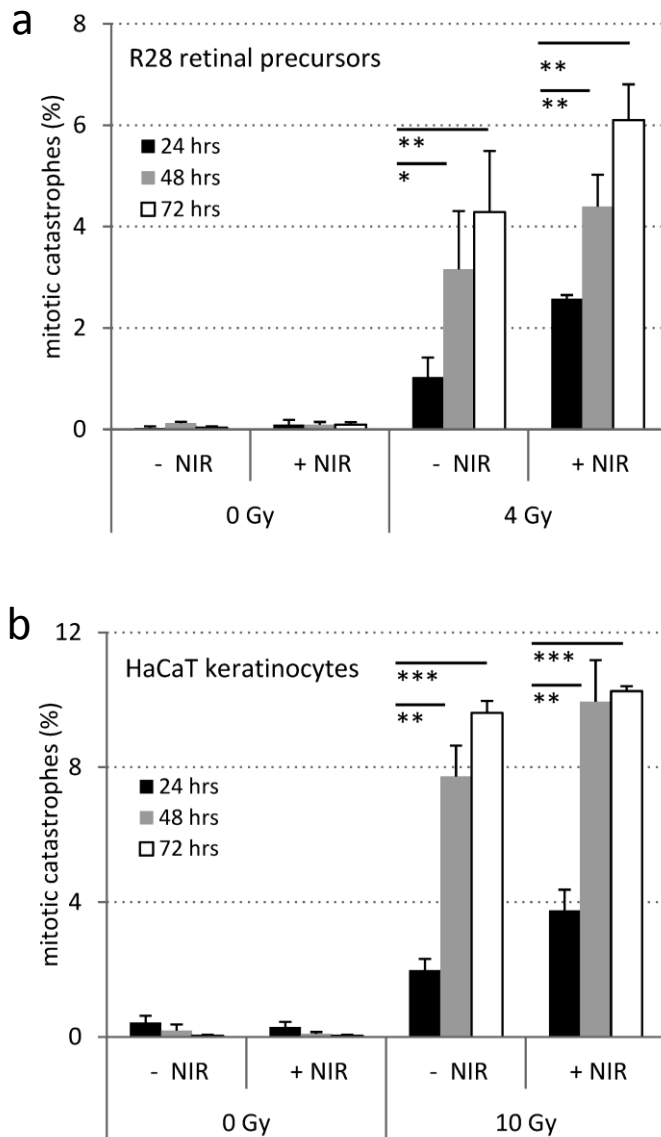 a
8
R28 retinal precursors
**
**
6
24 hrs
48 hrs
72 hrs
**
*
mitotic catastrophes (%)
4
2
0
- NIR
+ NIR
- NIR
+ NIR
0 Gy
4 Gy
b
12
HaCaT keratinocytes
***
**
***
**
mitotic catastrophes (%)
8
24 hrs
48 hrs
72 hrs
4
0
- NIR
+ NIR
- NIR
+ NIR
0 Gy
10 Gy